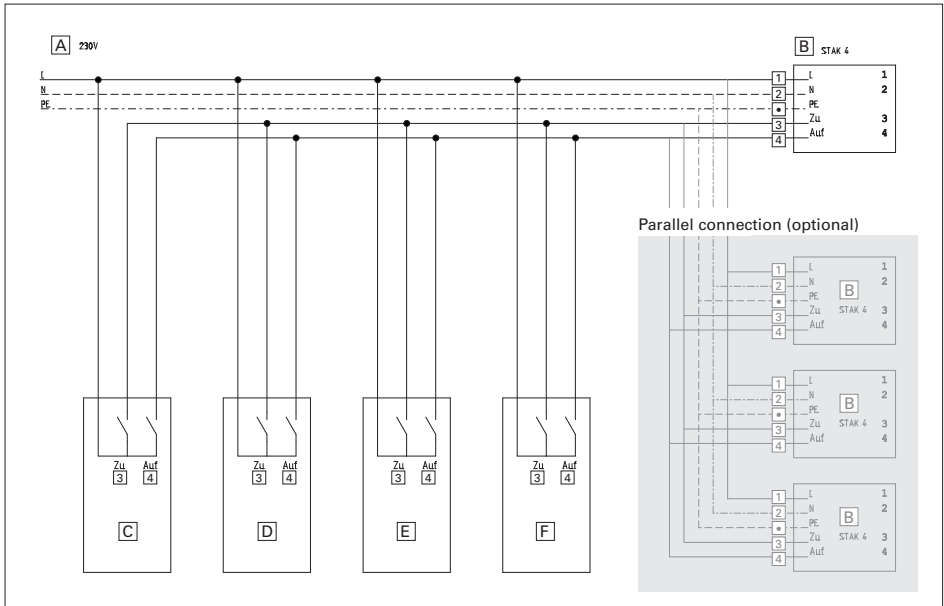 A 230V
B STAK 4
L
N
PE
1 L 1
2 N 2
• PE
3 Zu 3
4 Auf 4
Parallel connection (optional)
1 L 1
2 N 2
B
• PE
3 Zu STAK 4 3
4 Auf 4
1 L 1
2 N 2
B
• PE
3 Zu STAK 4 3
4 Auf 4
1 L 1
2 N 2
B
• PE
3 Zu STAK 4 3
4 Auf 4
Zu Auf
3 4
C
Zu Auf
3 4
D
Zu Auf
3 4
E
Zu Auf
3 4
F